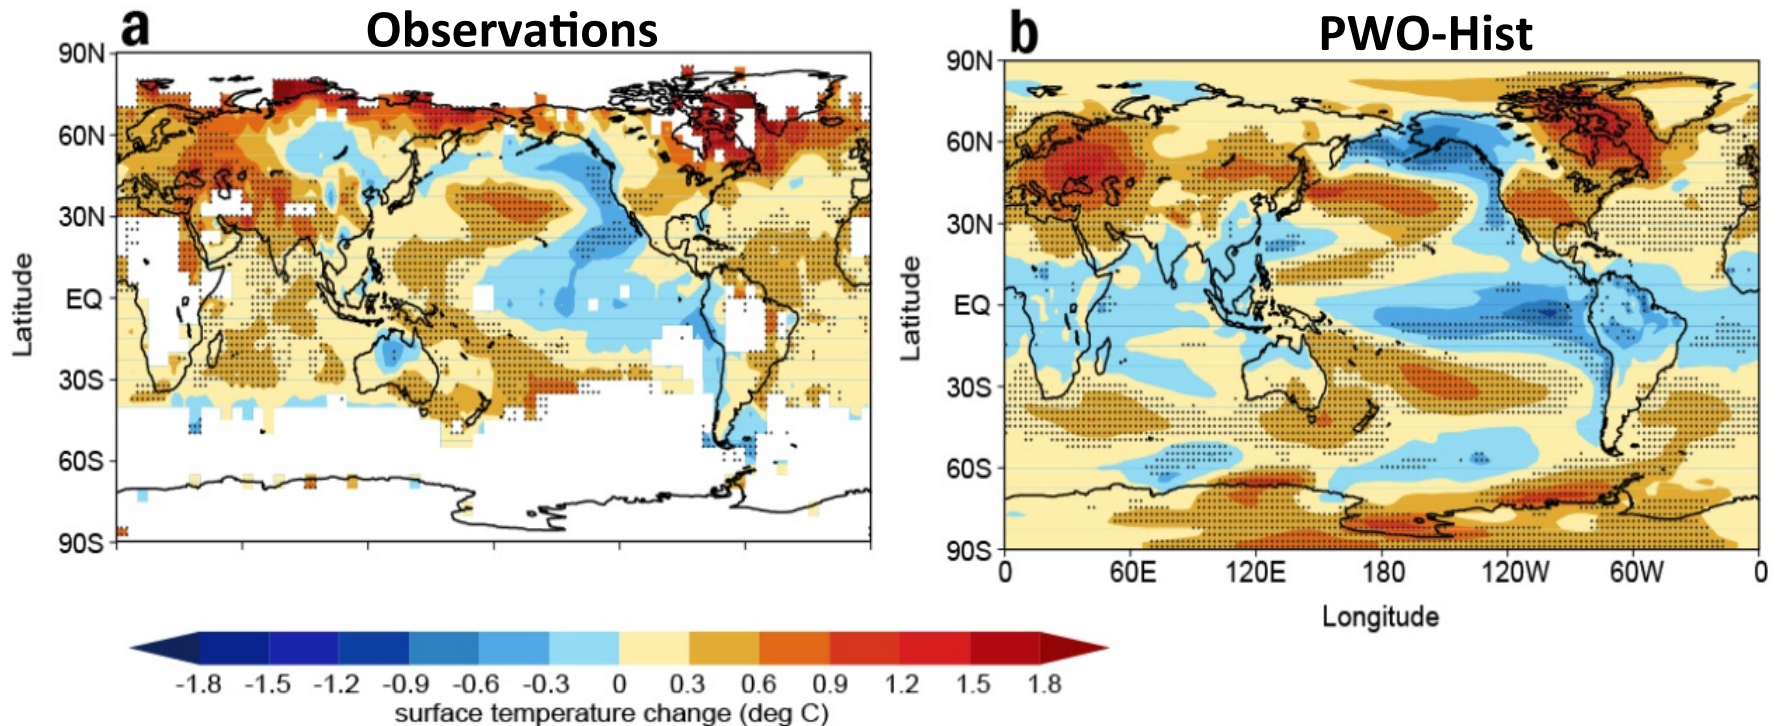 a Observations
90N
60N
30N
EQ
30S
60S
90S
Latitude
b PWO-Hist
90N
60N
30N
EQ
30S
60S
90S
Latitude
0 60E 120E 180 120W 60W 0
Longitude
-1.8 -1.5 -1.2 -0.9 -0.6 -0.3 0 0.3 0.6 0.9 1.2 1.5 1.8
surface temperature change (deg C)